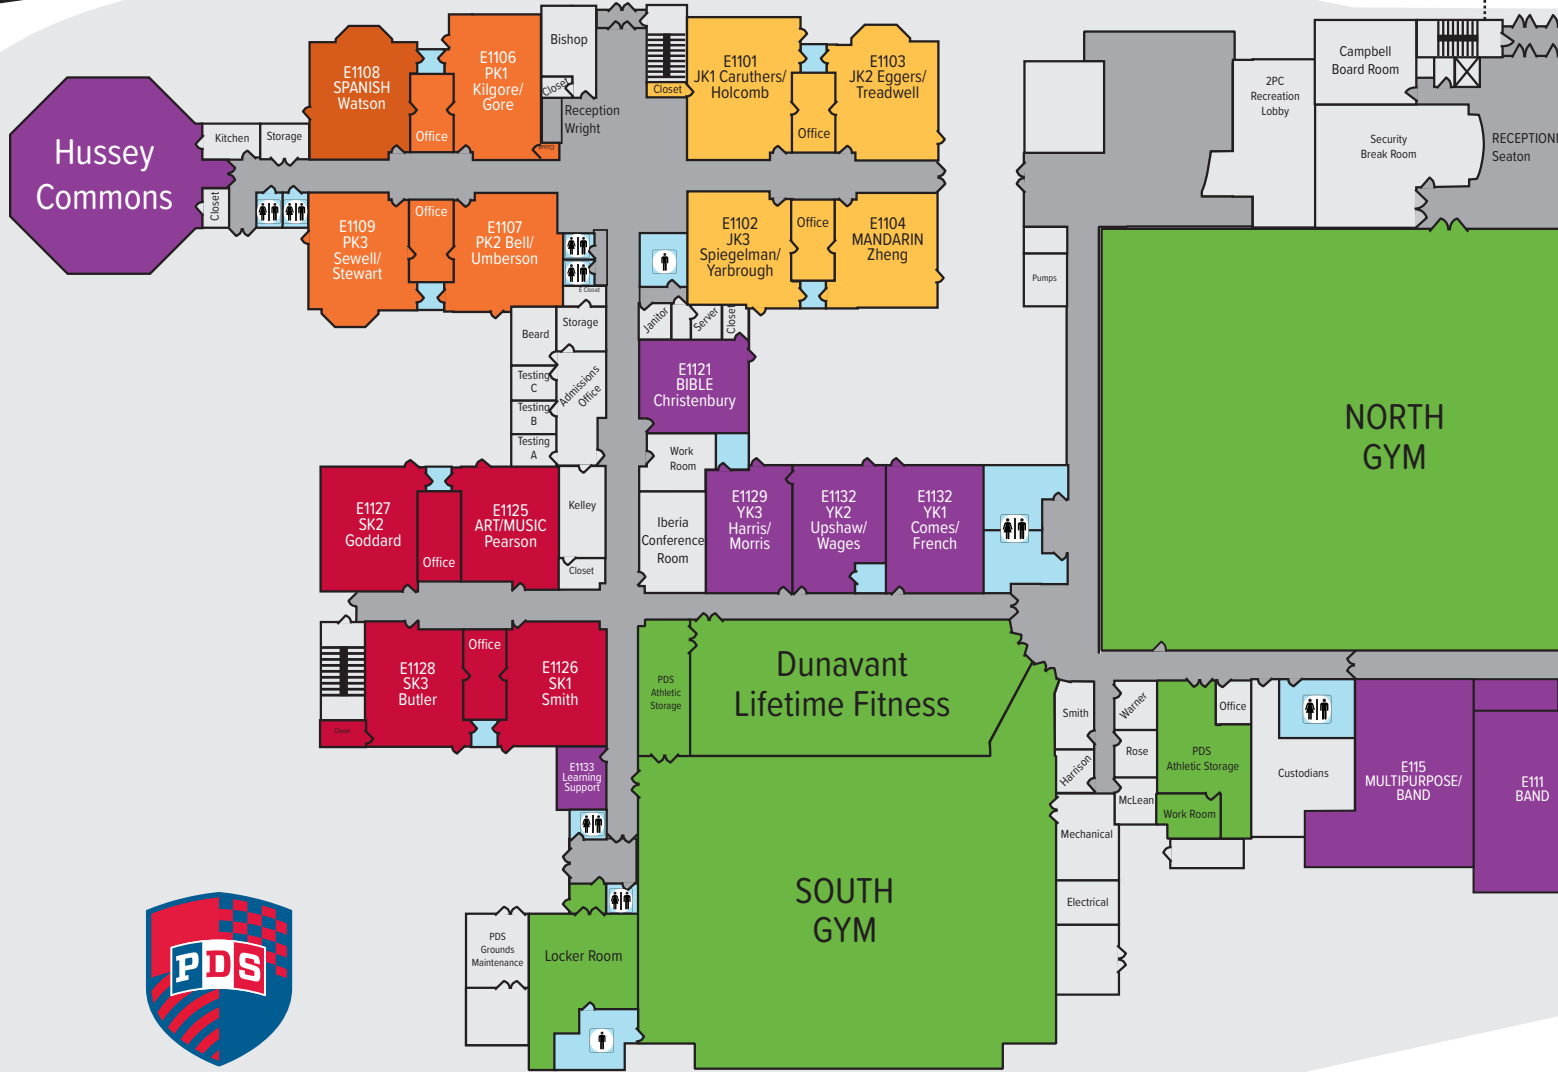 Hussey
Commons
Kitchen
Storage
Closet
E1108
SPANISH
Watson
Office
E1106
PK1
Kilgore/
Gore
Bishop
Closet
Reception
Wright
Closet
Closet
E1101
JK1 Caruthers/
Holcomb
Office
E1103
JK2 Eggers/
Treadwell
E1109
PK3
Sewell/
Stewart
Office
E1107
PK2 Bell/
Umberson
E Closet
E1102
JK3
Spiegelman/
Yarbrough
Office
E1104
MANDARIN
Zheng
Campbell
Board Room
2PC
Recreation
Lobby
Security
Break Room
RECEPTION
Seaton
Pumps
Beard
Storage
Testing
C
Testing
B
Testing
A
Admissions
Office
Janitor
Server
Closet
E1121
BIBLE
Christenbury
Work
Room
NORTH
GYM
E1127
SK2
Goddard
Office
E1125
ART/MUSIC
Pearson
Kelley
Closet
Iberia
Conference
Room
E1129
YK3
Harris/
Morris
E1132
YK2
Upshaw/
Wages
E1132
YK1
Comes/
French
E1128
SK3
Butler
Office
E1126
SK1
Smith
Closet
E1133
Learning
Support
PDS
Athletic
Storage
Dunavant
Lifetime Fitness
Smith
Harrison
Warner
Rose
McLean
Office
PDS
Athletic Storage
Work Room
Custodians
E115
MULTIPURPOSE/
BAND
E111
BAND
Mechanical
Electrical
SOUTH
GYM
PDS
Grounds
Maintenance
Locker Room
PDS